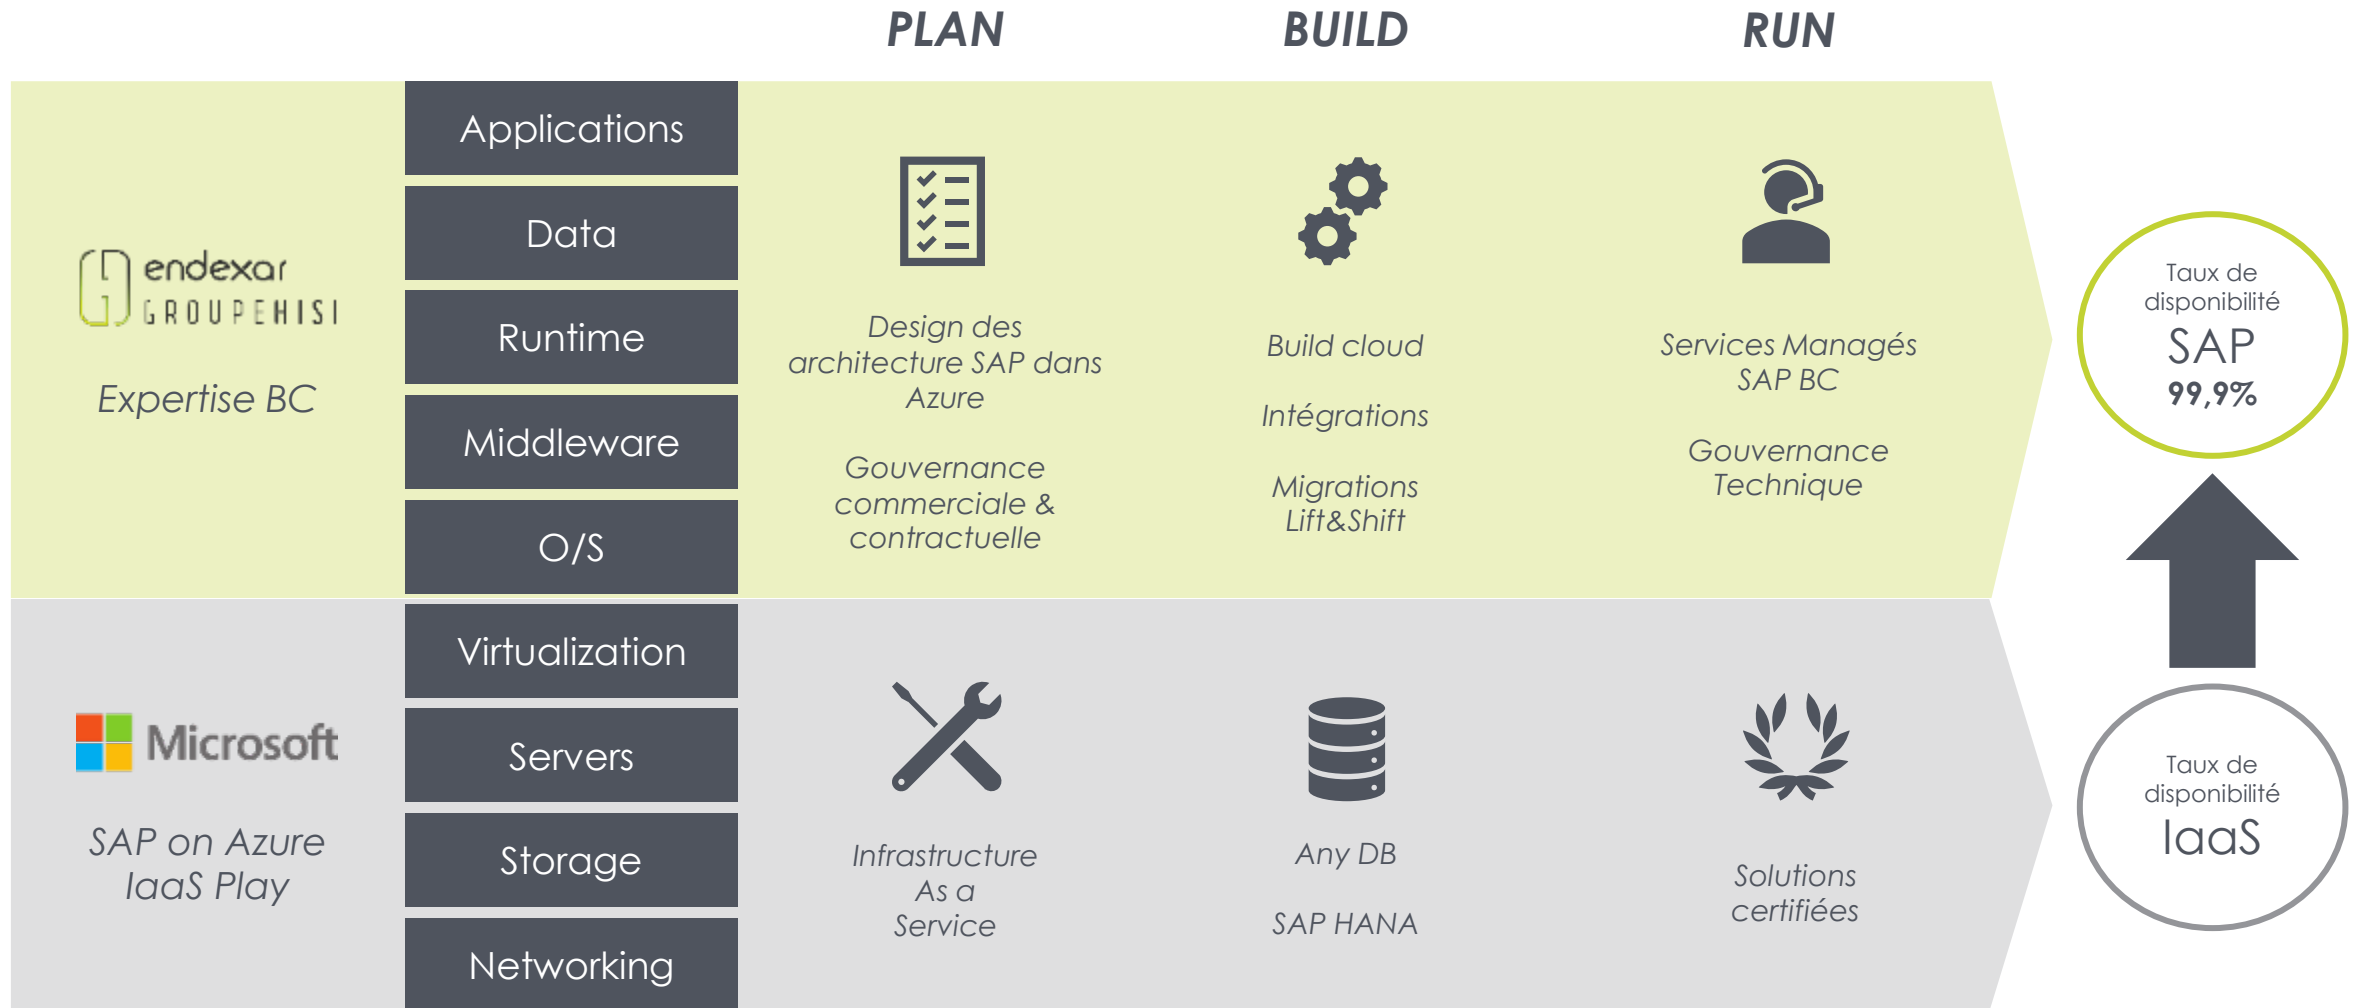 PLAN
BUILD
RUN
endexar
GROUPEHISI
Expertise BC
Applications
Data
Runtime
Middleware
O/S
Design des
architecture SAP dans
Azure
Gouvernance
commerciale &
contractuelle
Build cloud
Intégrations
Migrations
Lift&Shift
Services Managés
SAP BC
Gouvernance
Technique
Taux de
disponibilité
SAP
99,9%
Microsoft
SAP on Azure
IaaS Play
Virtualization
Servers
Storage
Networking
Infrastructure
As a
Service
Any DB
SAP HANA
Solutions
certifiées
Taux de
disponibilité
IaaS